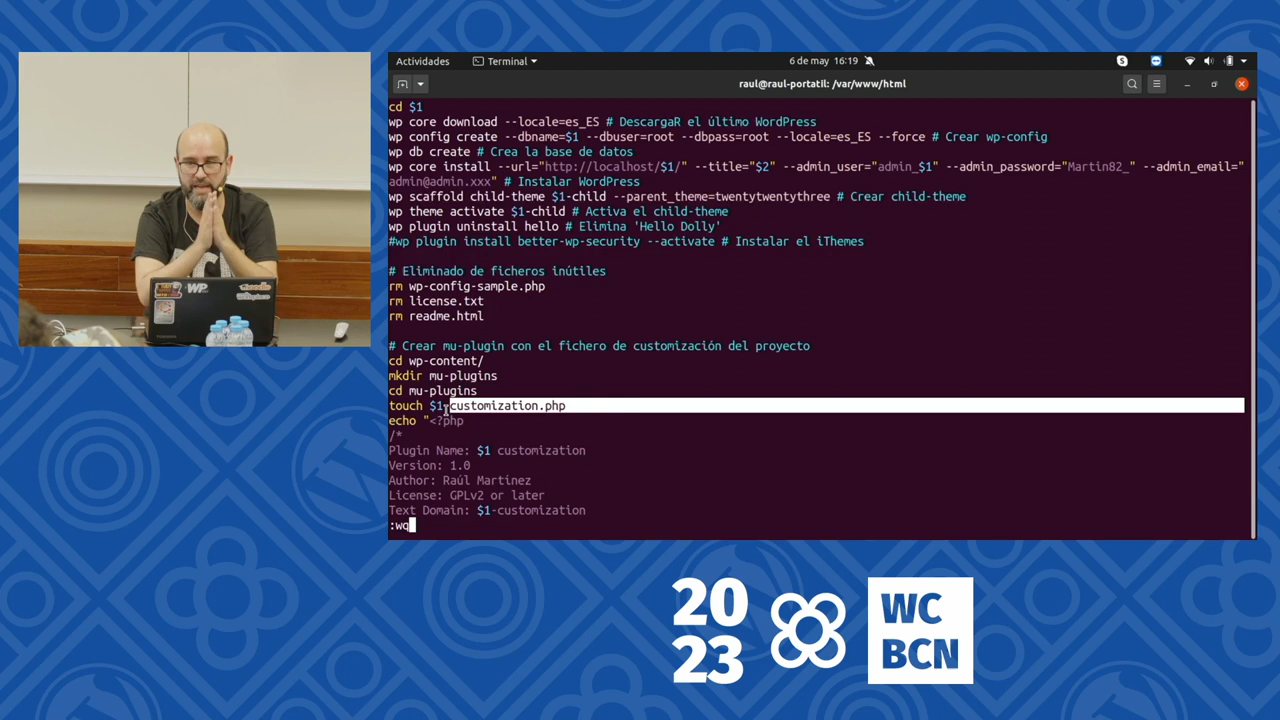 Actividades
Terminal
6 de may 16:19
raul@raul-portatil: /var/www/html
cd $1
wp core download --locale=es_ES # DescargaR el último WordPress
wp config create --dbname=$1 --dbuser=root --dbpass=root --locale=es_ES --force # Crear wp-config
wp db create # Crea la base de datos
wp core install --url="http://localhost/$1/" --title="$2" --admin_user="admin_$1" --admin_password="Martin82_" --admin_email="
admin@admin.xxx" # Instalar WordPress
wp scaffold child-theme $1-child --parent_theme=twentytwentythree # Crear child-theme
wp theme activate $1-child # Activa el child-theme
wp plugin uninstall hello # Elimina 'Hello Dolly'
#wp plugin install better-wp-security --activate # Instalar el iThemes
# Eliminado de ficheros inútiles
rm wp-config-sample.php
rm license.txt
rm readme.html
# Crear mu-plugin con el fichero de customización del proyecto
cd wp-content/
mkdir mu-plugins
cd mu-plugins
touch $1-customization.php
echo "<?php
/*
Plugin Name: $1 customization
Version: 1.0
Author: Raúl Martínez
License: GPLv2 or later
Text Domain: $1-customization
:wq
WP
20
23
WC
BCN